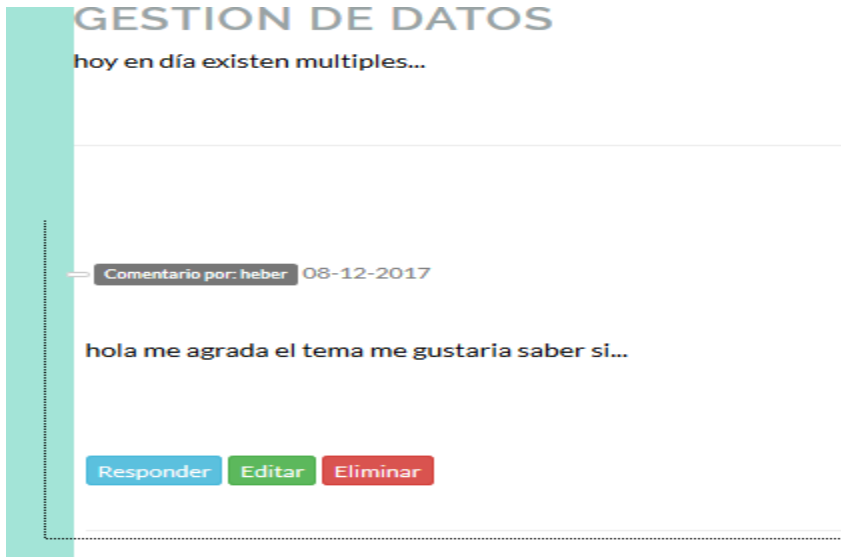 GESTION DE DATOS
hoy en día existen multiples...
Comentario por: heber 08-12-2017
hola me agrada el tema me gustaria saber si...
Responder Editar Eliminar